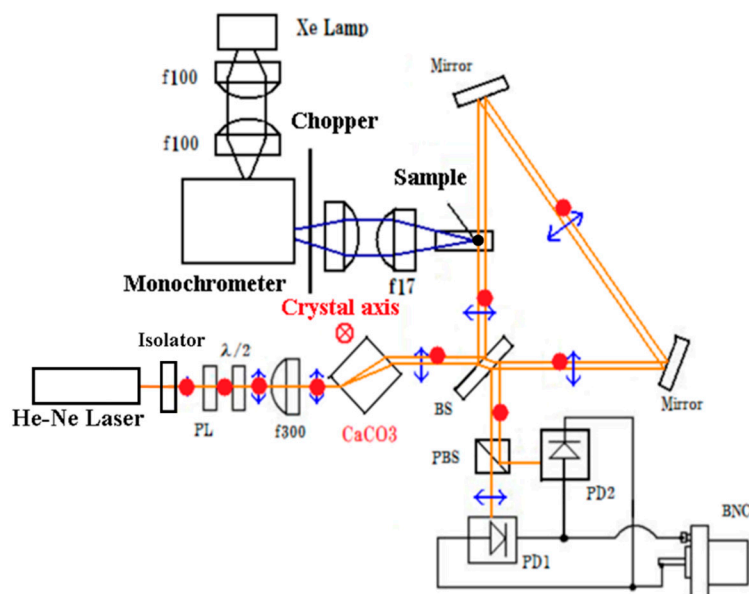 Xe Lamp
f100
f100
Chopper
Mirror
Sample
Monochrometer
f17
Crystal axis
Isolator
λ/2
He-Ne Laser
PL
f300
CaCO3
BS
Mirror
PBS
PD2
BNC
PD1